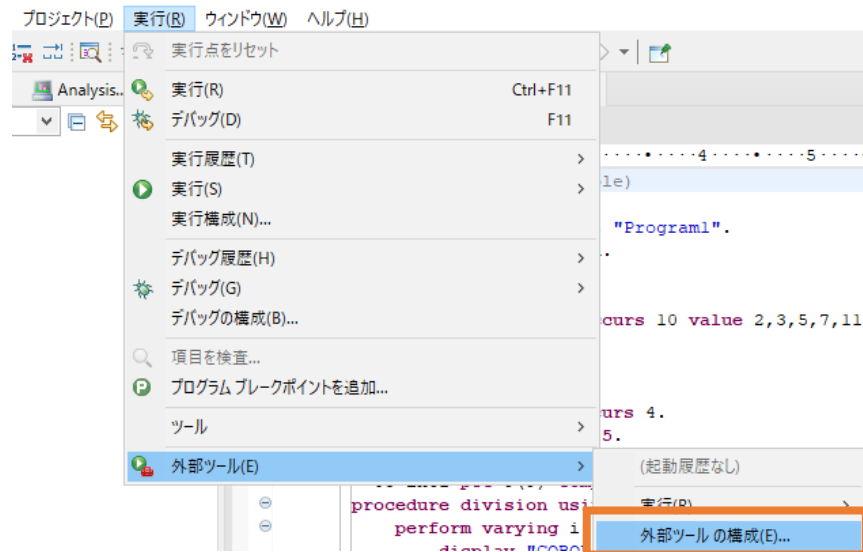 プロジェクト(P) 実行(R) ウィンドウ(W) ヘルプ(H)
実行点をリセット
Analysis..
実行(R) Ctrl+F11
デバッグ(D) F11
実行履歴(T)
実行(S)
実行構成(N)...
デバッグ履歴(H)
デバッグ(G)
デバッグの構成(B)...
項目を検査...
プログラム ブレークポイントを追加...
ツール
外部ツール(E)
····•····4····•····5····
le)
"Program1".
.
curs 10 value 2,3,5,7,11
urs 4.
5.
(起動履歴なし)
procedure division usi
実行(R)
perform varying i
外部ツール の構成(E)...
display "COBO